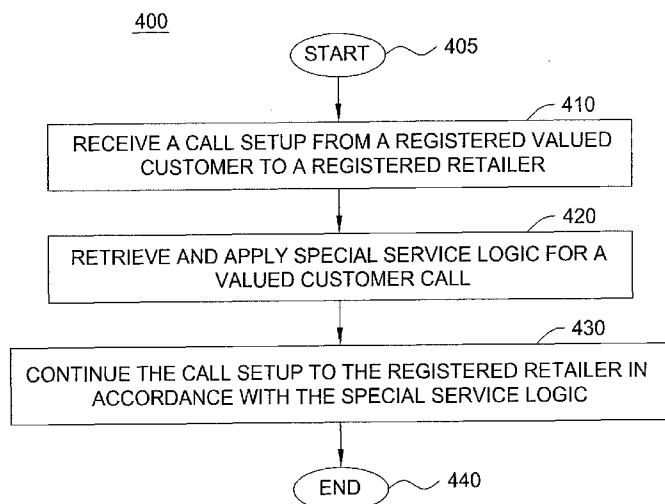 400
START
405
410
RECEIVE A CALL SETUP FROM A REGISTERED VALUED
CUSTOMER TO A REGISTERED RETAILER
420
RETRIEVE AND APPLY SPECIAL SERVICE LOGIC FOR A
VALUED CUSTOMER CALL
430
CONTINUE THE CALL SETUP TO THE REGISTERED RETAILER IN
ACCORDANCE WITH THE SPECIAL SERVICE LOGIC
END
440